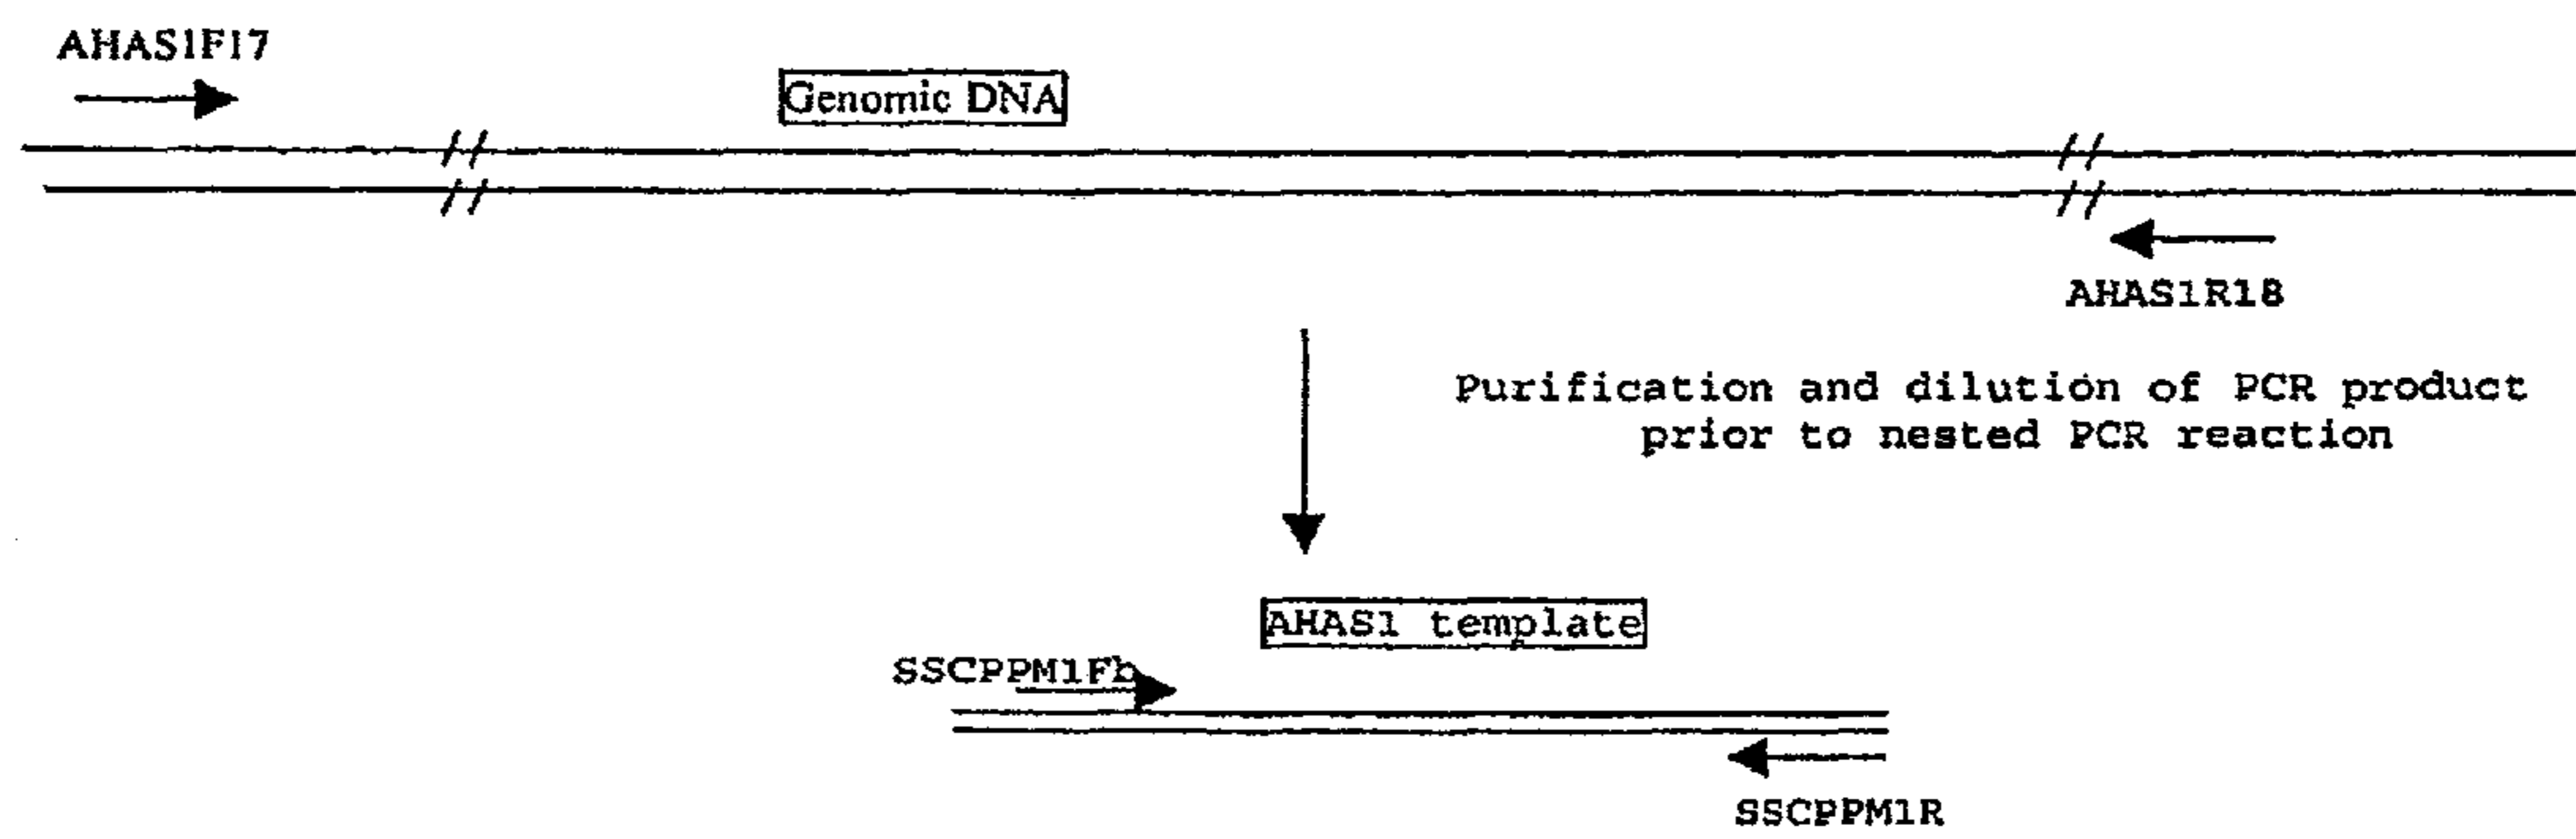 AHAS1F17
Genomic DNA
AHAS1R18
Purification and dilution of PCR product
prior to nested PCR reaction
AHAS1 template
SSCPPM1Fb
SSCPPM1R